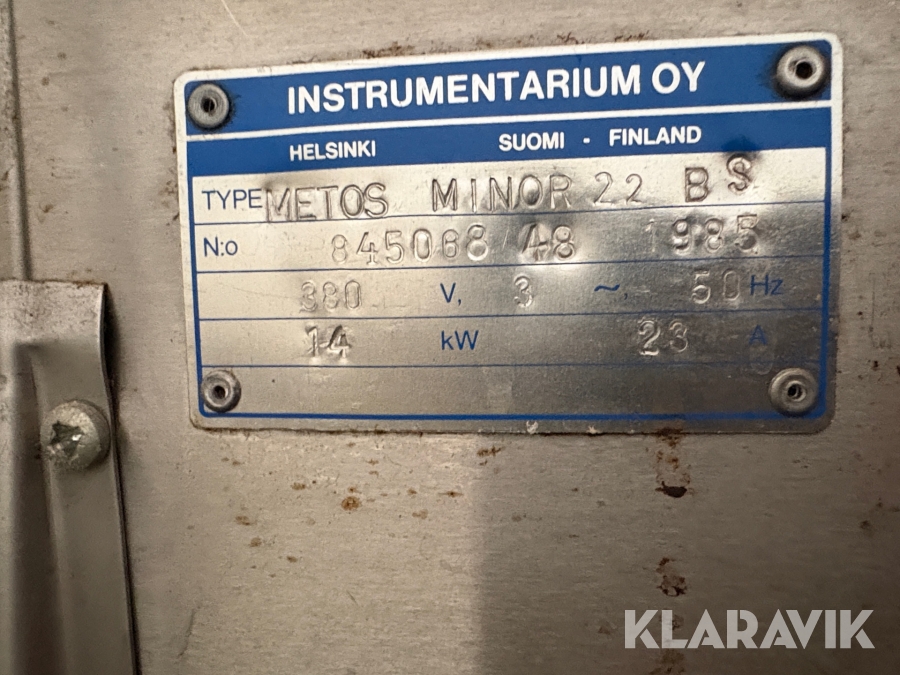 INSTRUMENTARIUM OY
HELSINKI SUOMI - FINLAND
TYPE METOS MINOR 22 BS
N:o 845068/48 1985
380 V, 3 ~, 50 Hz
14 kW 23 A
KLARAVIK